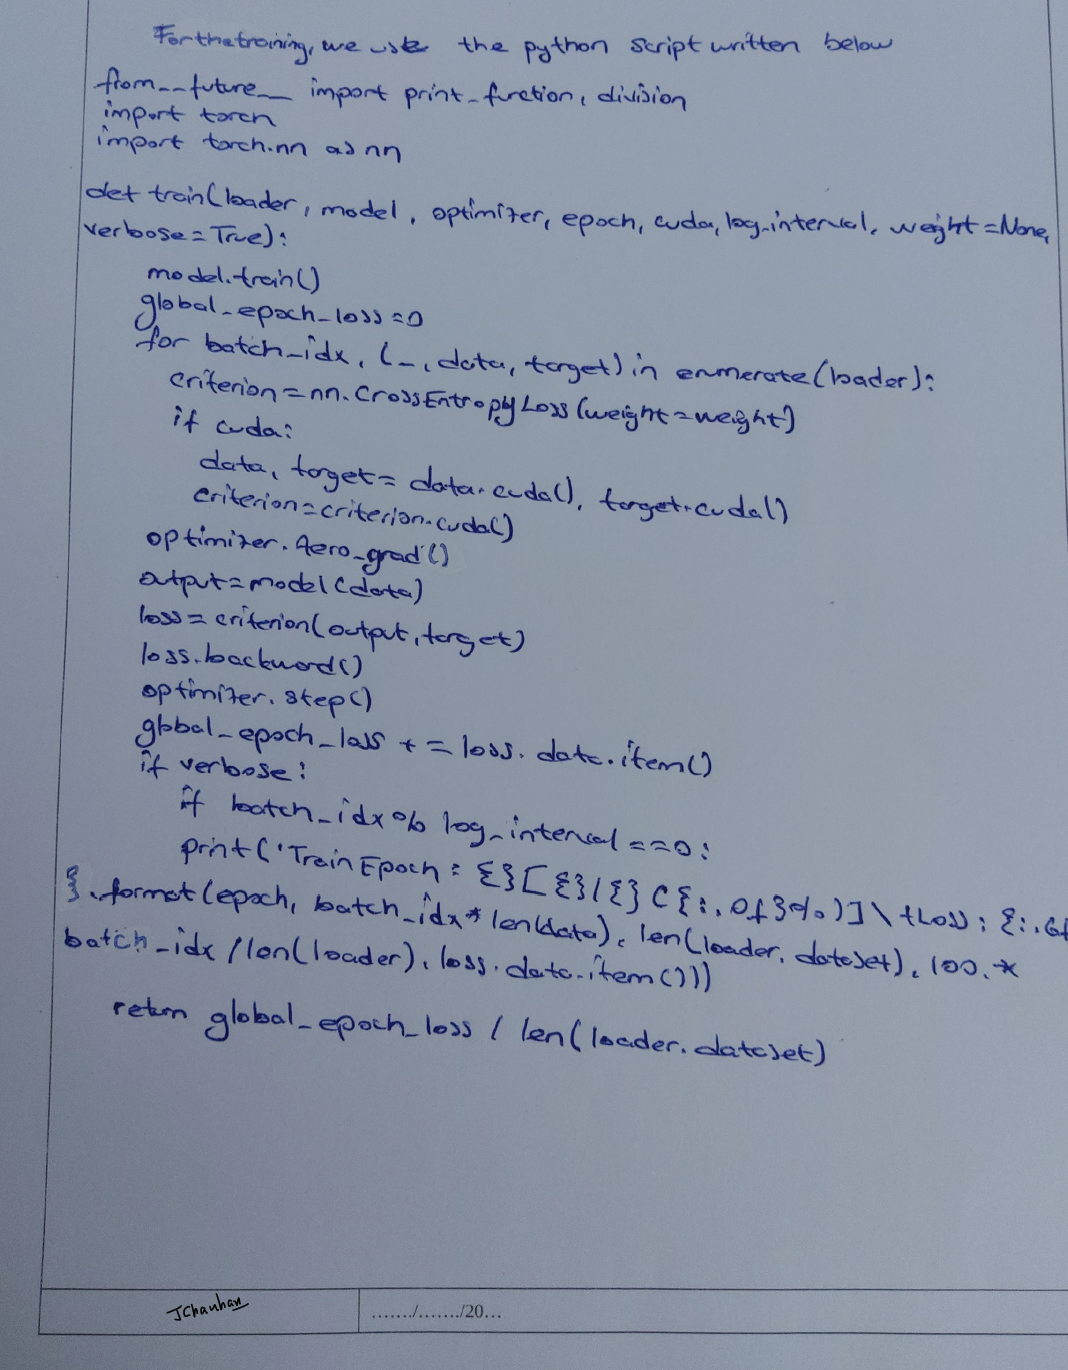 For the training, we use the python script written below
from __future__ import print_function, division
import torch
import torch.nn as nn
def train(loader, model, optimizer, epoch, cuda, log_interval, weight=None,
verbose=True):
model.train()
global_epoch_loss=0
for batch_idx, (_, data, target) in enumerate(loader):
criterion=nn.CrossEntropyLoss(weight=weight)
if cuda:
data, target=data.cuda(), target.cuda()
criterion=criterion.cuda()
optimizer.zero_grad()
output=model(data)
loss=criterion(output,target)
loss.backward()
optimizer.step()
global_epoch_loss += loss.data.item()
if verbose:
if batch_idx % log_interval ==0:
print('Train Epoch: {}[{}/{} ({:.0f}%)]\tLoss: {:.6f
}.format(epoch, batch_idx*len(data), len(loader.dataset), 100.*
batch_idx/len(loader), loss.data.item()))
return global_epoch_loss / len(loader.dataset)
JChauhan
......./......./20...